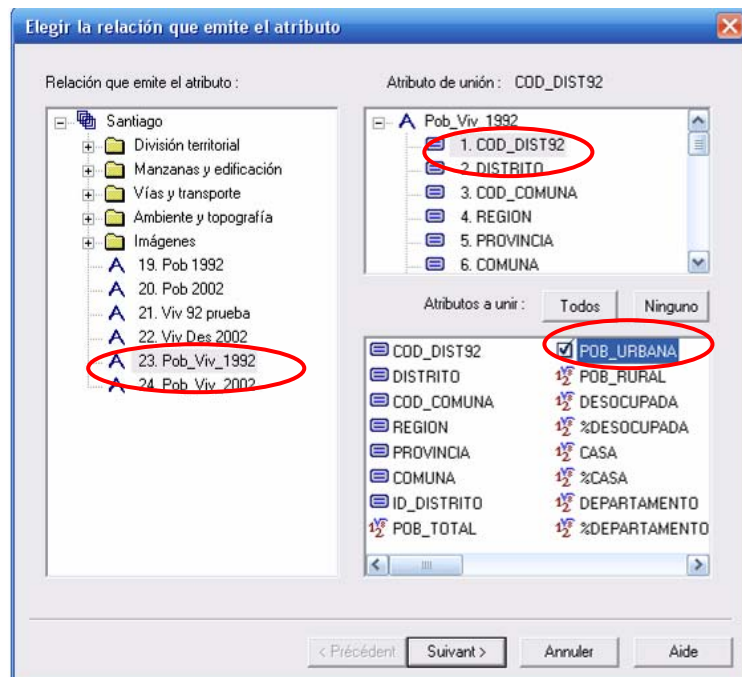 Elegir la relación que emite el atributo
Relación que emite el atributo :
Santiago
División territorial
Manzanas y edificación
Vías y transporte
Ambiente y topografía
Imágenes
19. Pob 1992
20. Pob 2002
21. Viv 92 prueba
22. Viv Des 2002
23. Pob_Viv_1992
24. Pob_Viv_2002
Atributo de unión : COD_DIST92
Pob_Viv_1992
1. COD_DIST92
2. DISTRITO
3. COD_COMUNA
4. REGION
5. PROVINCIA
6. COMUNA
Atributos a unir : Todos Ninguno
COD_DIST92
DISTRITO
COD_COMUNA
REGION
PROVINCIA
COMUNA
ID_DISTRITO
POB_TOTAL
POB_URBANA
POB_RURAL
DESOCUPADA
%DESOCUPADA
CASA
%CASA
DEPARTAMENTO
%DEPARTAMENTO
< Précédent Suivant > Annuler Aide